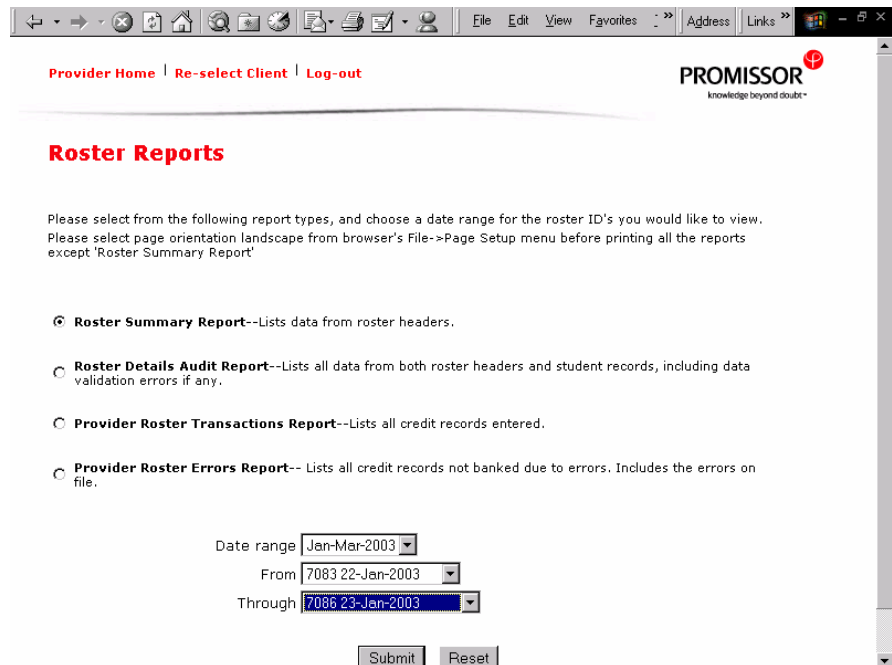 File Edit View Favorites : » Address Links »
Provider Home | Re-select Client | Log-out
PROMISSOR
knowledge beyond doubt™
Roster Reports
Please select from the following report types, and choose a date range for the roster ID's you would like to view.
Please select page orientation landscape from browser's File->Page Setup menu before printing all the reports
except 'Roster Summary Report'
Roster Summary Report--Lists data from roster headers.
Roster Details Audit Report--Lists all data from both roster headers and student records, including data
validation errors if any.
Provider Roster Transactions Report--Lists all credit records entered.
Provider Roster Errors Report-- Lists all credit records not banked due to errors. Includes the errors on
file.
Date range Jan-Mar-2003
From 7083 22-Jan-2003
Through 7086 23-Jan-2003
Submit Reset